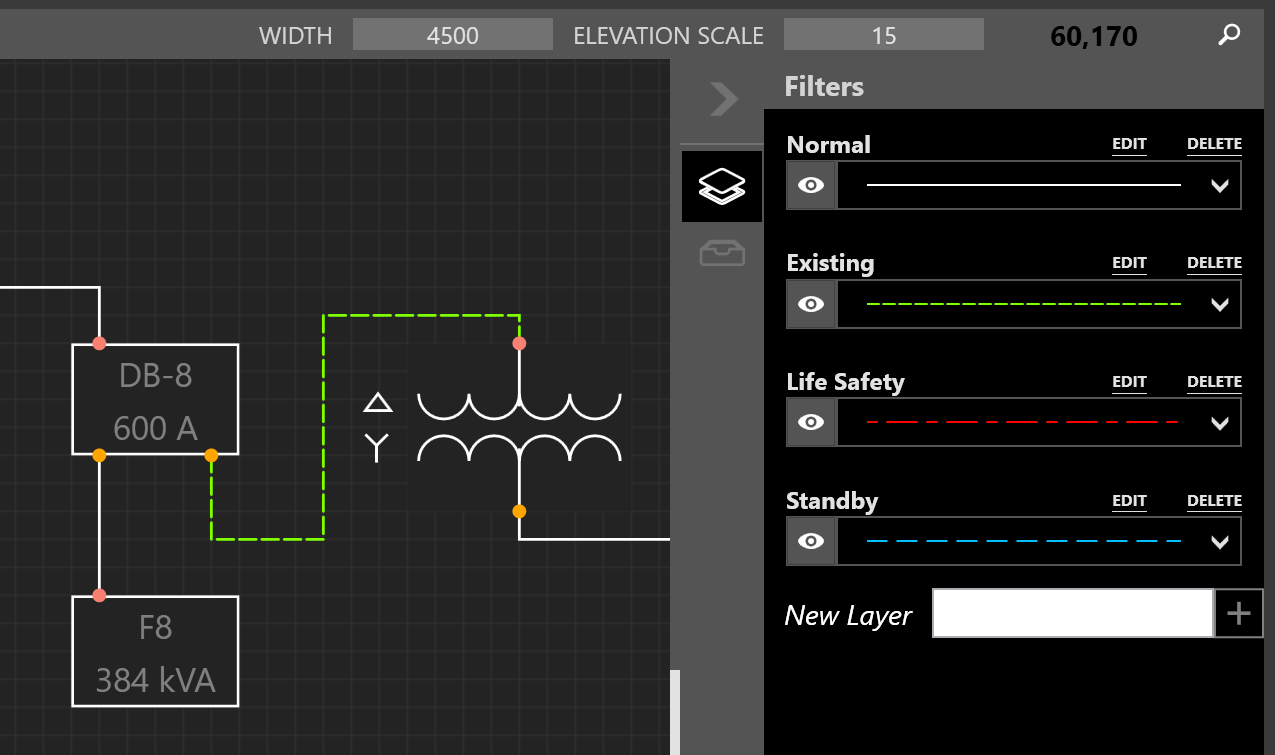 WIDTH 4500 ELEVATION SCALE 15 60,170
Filters
Normal EDIT DELETE
Existing EDIT DELETE
Life Safety EDIT DELETE
Standby EDIT DELETE
New Layer
DB-8
600 A
F8
384 kVA